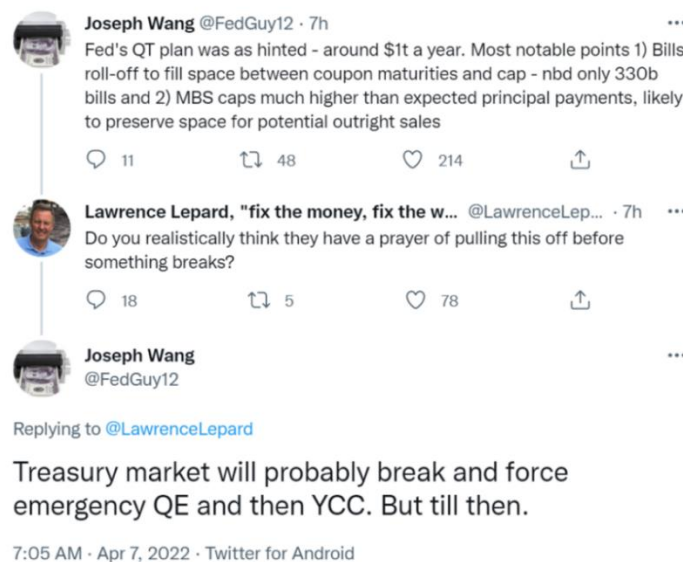 Joseph Wang @FedGuy12 · 7h
Fed's QT plan was as hinted - around $1t a year. Most notable points 1) Bills
roll-off to fill space between coupon maturities and cap - nbd only 330b
bills and 2) MBS caps much higher than expected principal payments, likely
to preserve space for potential outright sales
11 48 214
Lawrence Lepard, "fix the money, fix the w... @LawrenceLep... · 7h
Do you realistically think they have a prayer of pulling this off before
something breaks?
18 5 78
Joseph Wang
@FedGuy12
Replying to @LawrenceLepard
Treasury market will probably break and force
emergency QE and then YCC. But till then.
7:05 AM · Apr 7, 2022 · Twitter for Android